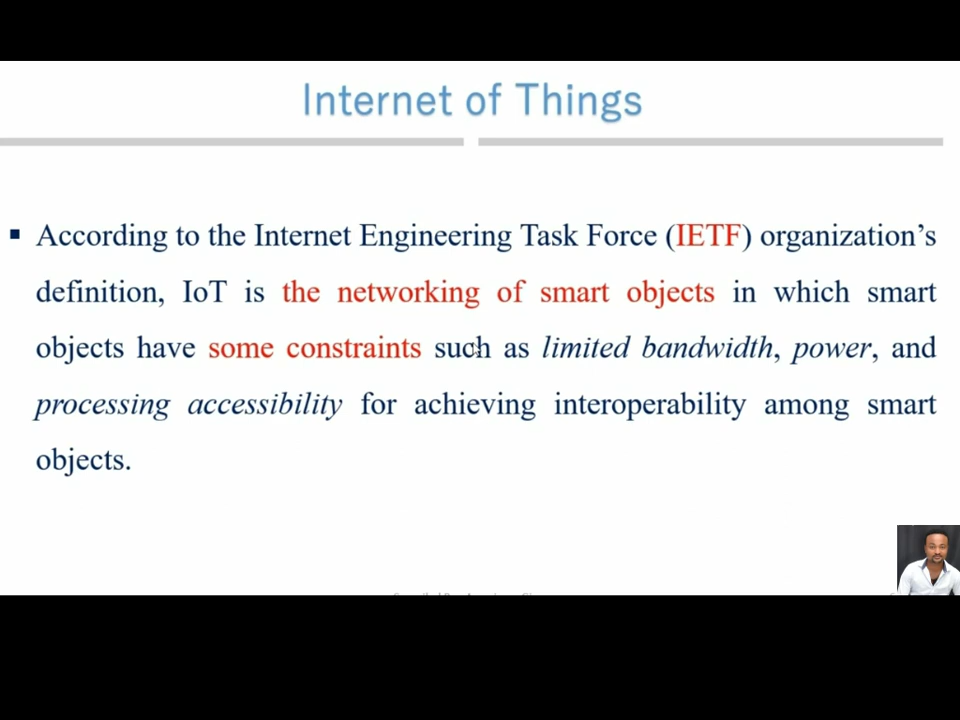 Internet of Things
▪ According to the Internet Engineering Task Force (IETF) organization’s
definition, IoT is the networking of smart objects in which smart
objects have some constraints such as limited bandwidth, power, and
processing accessibility for achieving interoperability among smart
objects.